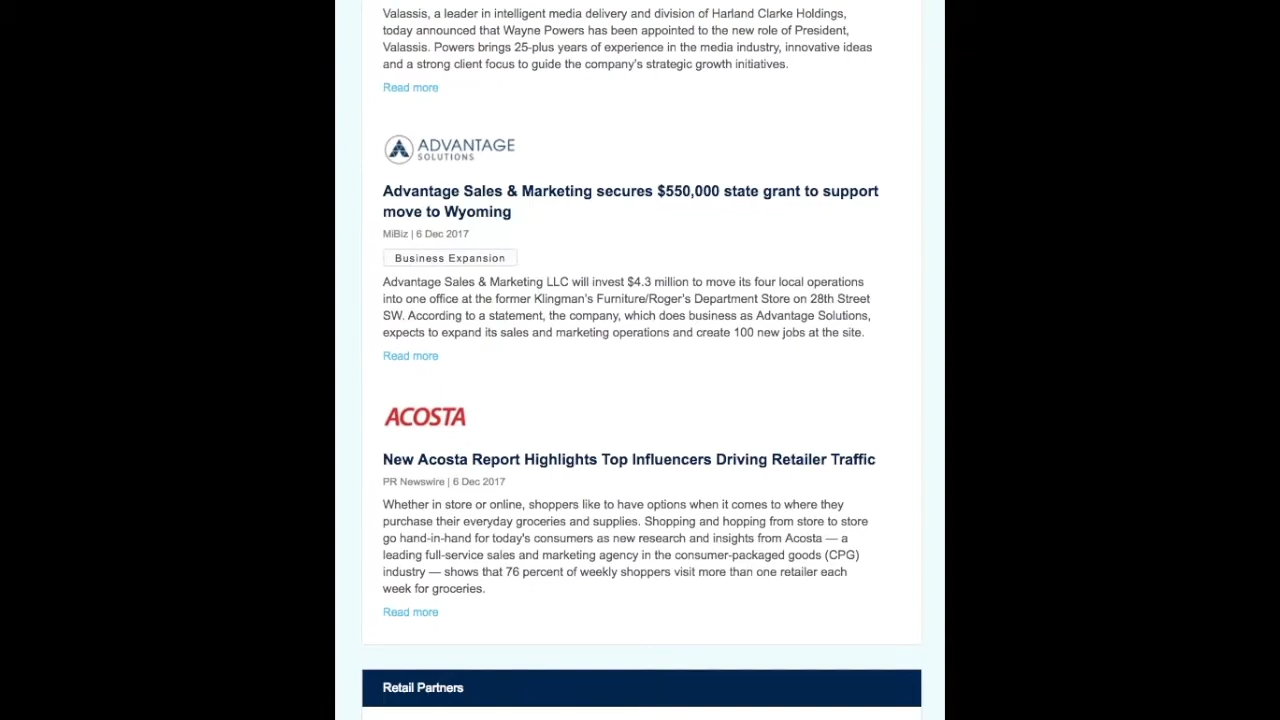 Valassis, a leader in intelligent media delivery and division of Harland Clarke Holdings,
today announced that Wayne Powers has been appointed to the new role of President,
Valassis. Powers brings 25-plus years of experience in the media industry, innovative ideas
and a strong client focus to guide the company's strategic growth initiatives.
Read more
ADVANTAGE
SOLUTIONS
Advantage Sales & Marketing secures $550,000 state grant to support
move to Wyoming
MiBiz | 6 Dec 2017
Business Expansion
Advantage Sales & Marketing LLC will invest $4.3 million to move its four local operations
into one office at the former Klingman's Furniture/Roger's Department Store on 28th Street
SW. According to a statement, the company, which does business as Advantage Solutions,
expects to expand its sales and marketing operations and create 100 new jobs at the site.
Read more
ACOSTA
New Acosta Report Highlights Top Influencers Driving Retailer Traffic
PR Newswire | 6 Dec 2017
Whether in store or online, shoppers like to have options when it comes to where they
purchase their everyday groceries and supplies. Shopping and hopping from store to store
go hand-in-hand for today's consumers as new research and insights from Acosta — a
leading full-service sales and marketing agency in the consumer-packaged goods (CPG)
industry — shows that 76 percent of weekly shoppers visit more than one retailer each
week for groceries.
Read more
Retail Partners